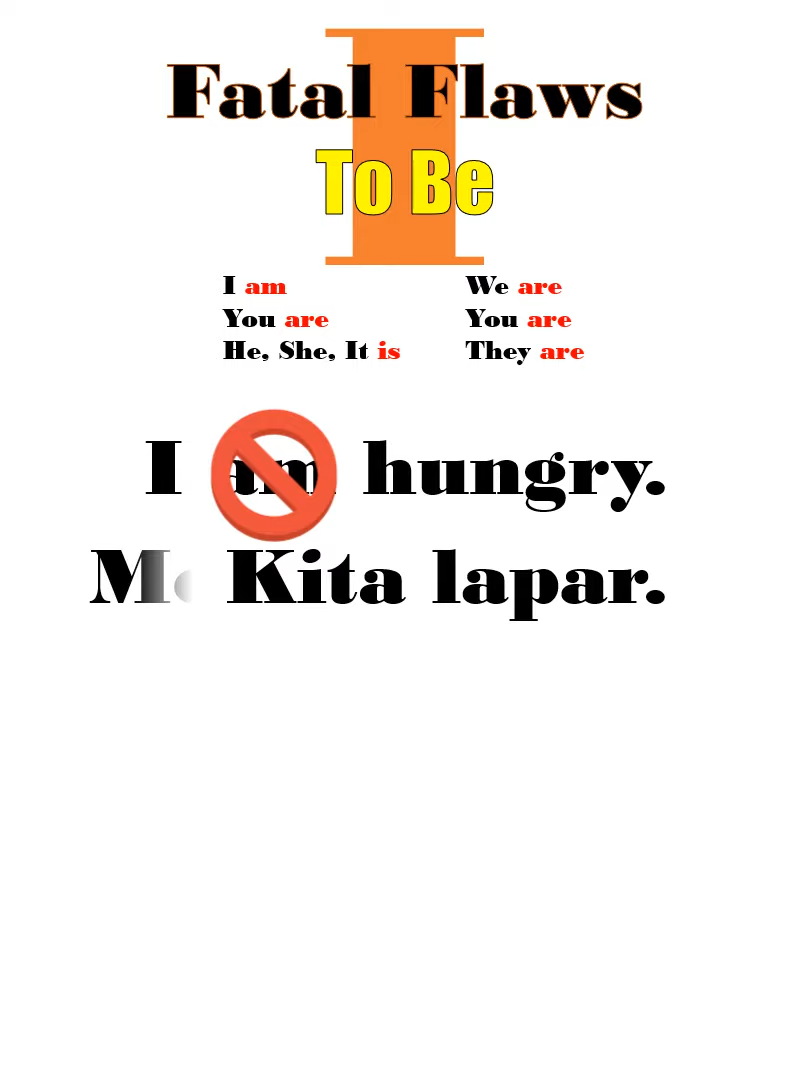 I
Fatal Flaws
To Be
I am We are
You are You are
He, She, It is They are
I am hungry.
Kita lapar.